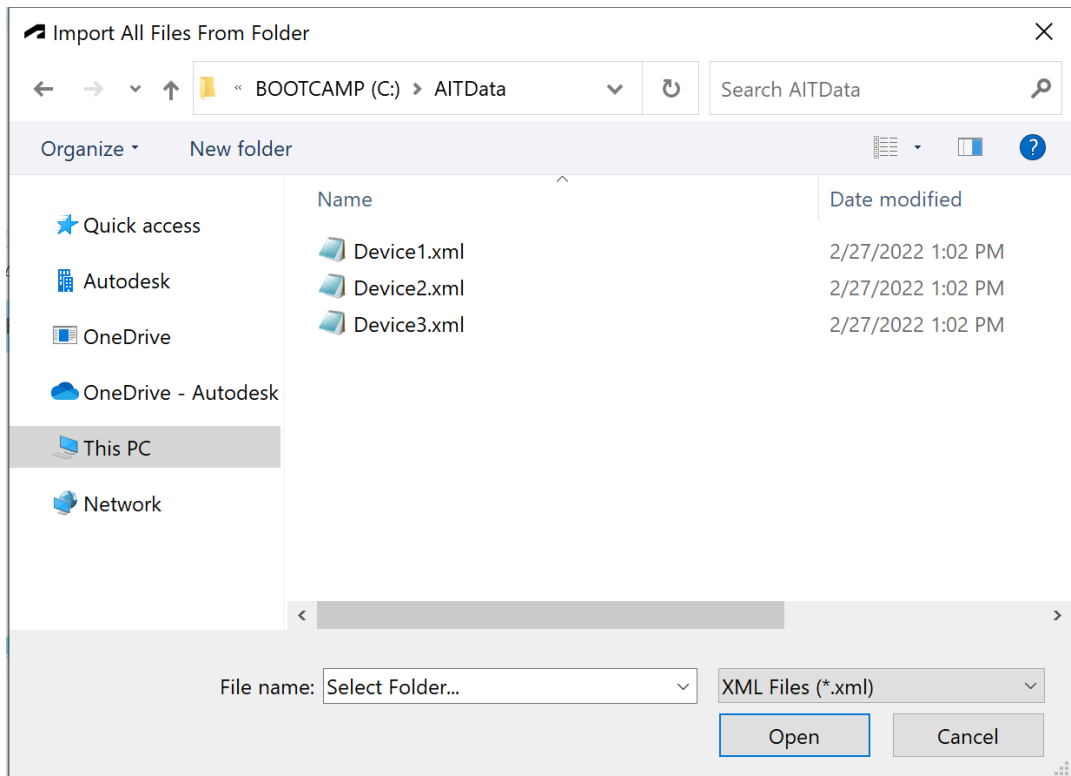 Import All Files From Folder
« BOOTCAMP (C:) > AITData
Search AITData
Organize
New folder
?
Name
Date modified
Quick access
Autodesk
OneDrive
OneDrive - Autodesk
This PC
Network
Device1.xml 2/27/2022 1:02 PM
Device2.xml 2/27/2022 1:02 PM
Device3.xml 2/27/2022 1:02 PM
File name: Select Folder...
XML Files (*.xml)
Open
Cancel